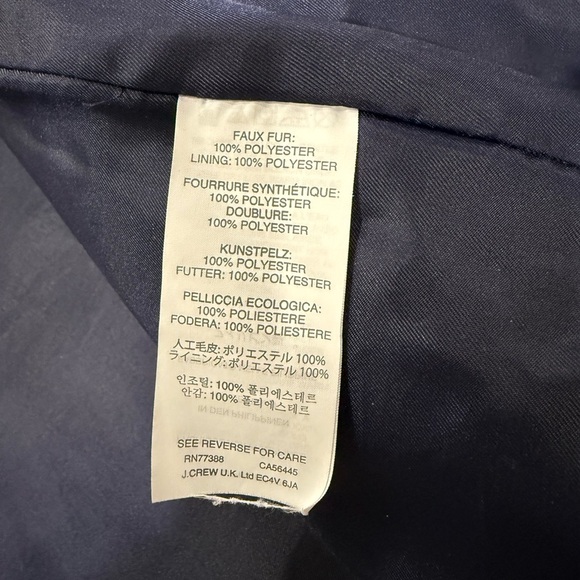 FAUX FUR:
100% POLYESTER
LINING: 100% POLYESTER
FOURRURE SYNTHÉTIQUE:
100% POLYESTER
DOUBLURE:
100% POLYESTER
KUNSTPELZ:
100% POLYESTER
FUTTER: 100% POLYESTER
PELLICCIA ECOLOGICA:
100% POLIESTERE
FODERA: 100% POLIESTERE
人工毛皮: ポリエステル 100%
ライニング: ポリエステル 100%
인조털: 100% 폴리에스테르
안감: 100% 폴리에스테르
IN DEN PHILIPPINEN
SEE REVERSE FOR CARE
RN77388 CA56445
J.CREW U.K. Ltd EC4V 6JA